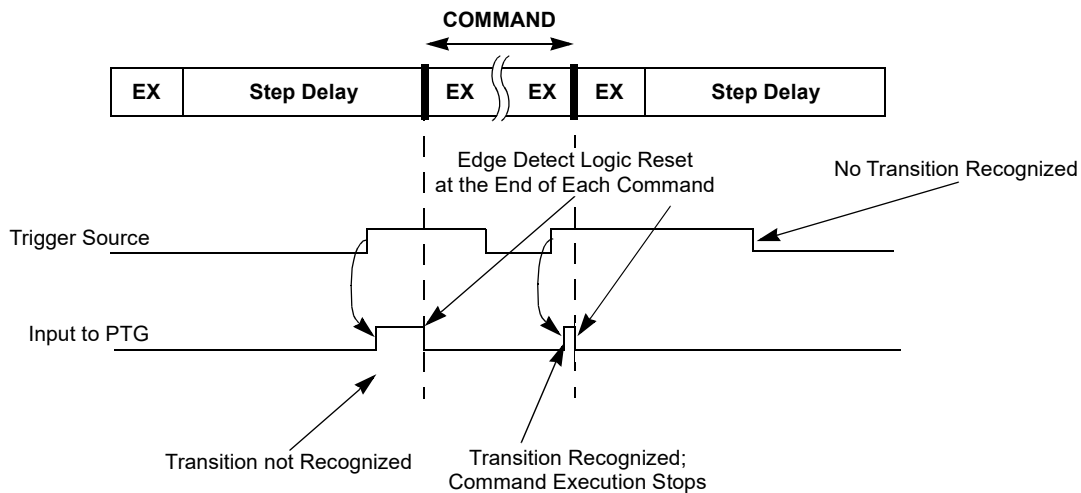 COMMAND
EX Step Delay EX EX EX Step Delay
Edge Detect Logic Reset
at the End of Each Command
No Transition Recognized
Trigger Source
Input to PTG
Transition not Recognized
Transition Recognized;
Command Execution Stops